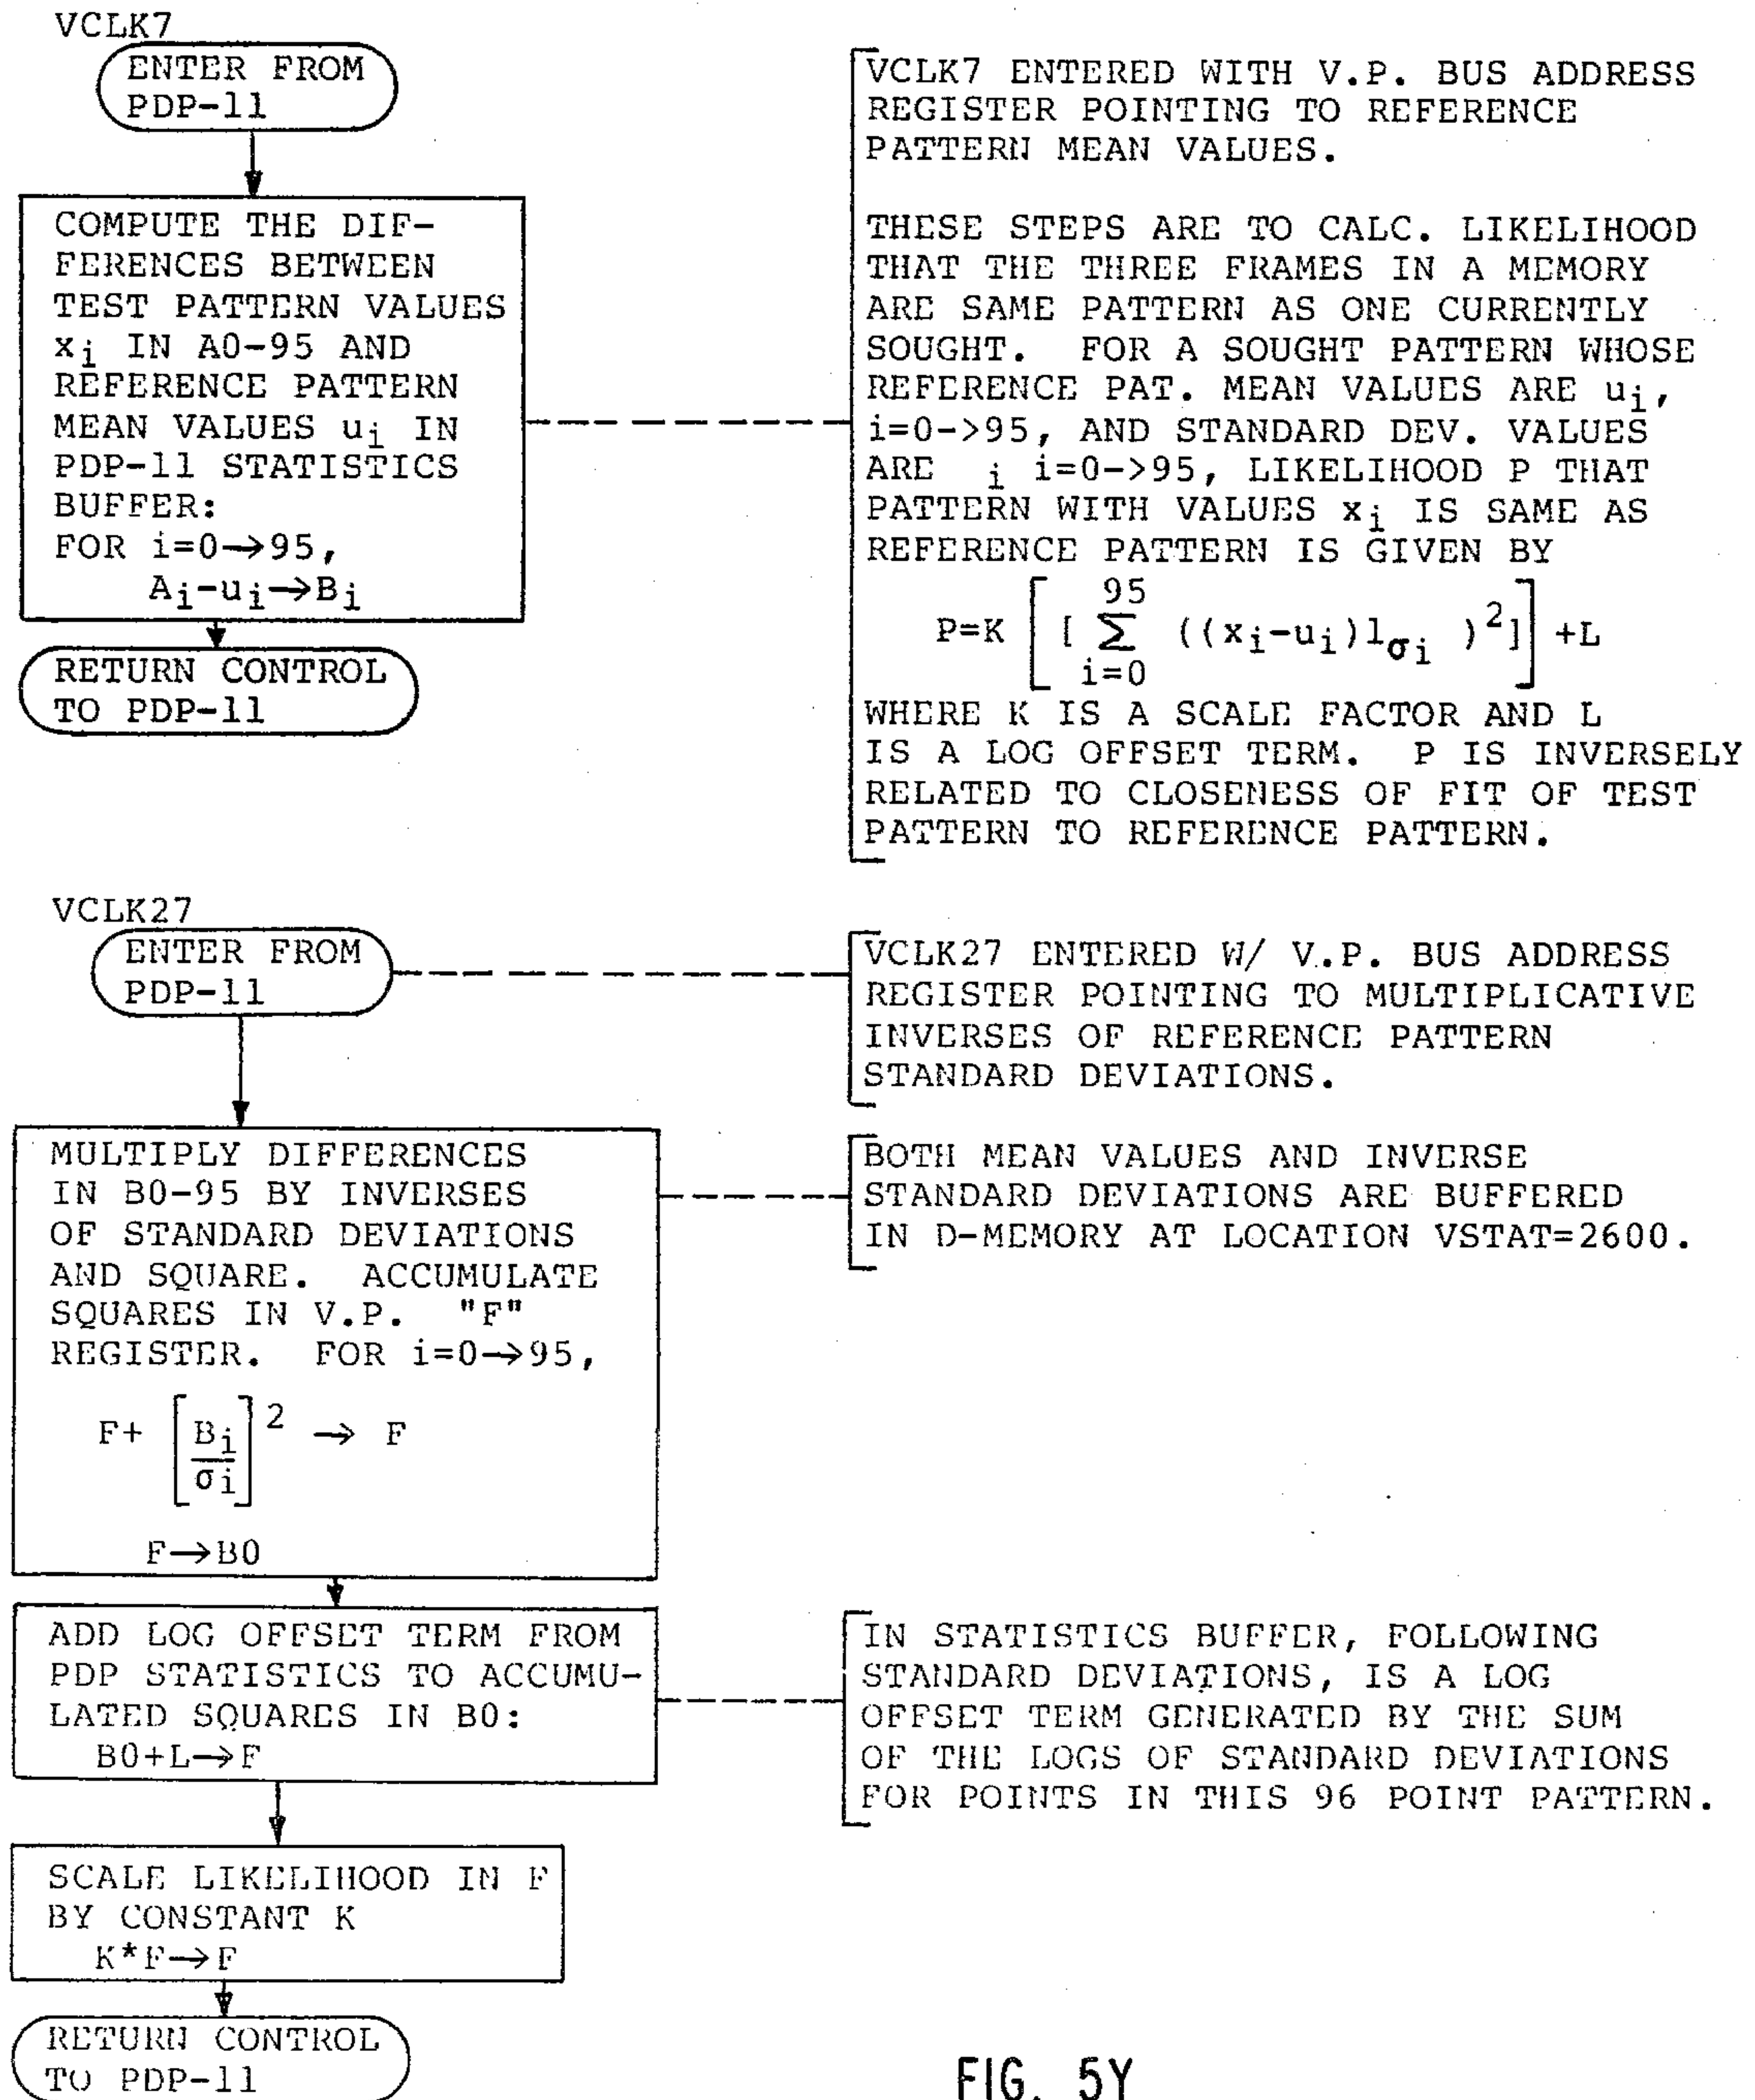 VCLK7
ENTER FROM
PDP-11
COMPUTE THE DIF-
FERENCES BETWEEN
TEST PATTERN VALUES
xi IN A0-95 AND
REFERENCE PATTERN
MEAN VALUES ui IN
PDP-11 STATISTICS
BUFFER:
FOR i=0→95,
Ai-ui→Bi
RETURN CONTROL
TO PDP-11
VCLK7 ENTERED WITH V.P. BUS ADDRESS
REGISTER POINTING TO REFERENCE
PATTERN MEAN VALUES.
THESE STEPS ARE TO CALC. LIKELIHOOD
THAT THE THREE FRAMES IN A MEMORY
ARE SAME PATTERN AS ONE CURRENTLY
SOUGHT. FOR A SOUGHT PATTERN WHOSE
REFERENCE PAT. MEAN VALUES ARE ui,
i=0->95, AND STANDARD DEV. VALUES
ARE i i=0->95, LIKELIHOOD P THAT
PATTERN WITH VALUES xi IS SAME AS
REFERENCE PATTERN IS GIVEN BY
95
P=K [ [ Σ ((xi-ui)1σi )2] ] +L
i=0
WHERE K IS A SCALE FACTOR AND L
IS A LOG OFFSET TERM. P IS INVERSELY
RELATED TO CLOSENESS OF FIT OF TEST
PATTERN TO REFERENCE PATTERN.
VCLK27
ENTER FROM
PDP-11
VCLK27 ENTERED W/ V.P. BUS ADDRESS
REGISTER POINTING TO MULTIPLICATIVE
INVERSES OF REFERENCE PATTERN
STANDARD DEVIATIONS.
MULTIPLY DIFFERENCES
IN B0-95 BY INVERSES
OF STANDARD DEVIATIONS
AND SQUARE. ACCUMULATE
SQUARES IN V.P. "F"
REGISTER. FOR i=0→95,
F+ [Bi/σi]2 → F
F→B0
BOTH MEAN VALUES AND INVERSE
STANDARD DEVIATIONS ARE BUFFERED
IN D-MEMORY AT LOCATION VSTAT=2600.
ADD LOG OFFSET TERM FROM
PDP STATISTICS TO ACCUMU-
LATED SQUARES IN B0:
B0+L→F
IN STATISTICS BUFFER, FOLLOWING
STANDARD DEVIATIONS, IS A LOG
OFFSET TERM GENERATED BY THE SUM
OF THE LOGS OF STANDARD DEVIATIONS
FOR POINTS IN THIS 96 POINT PATTERN.
SCALE LIKELIHOOD IN F
BY CONSTANT K
K*F→F
RETURN CONTROL
TO PDP-11
FIG. 5Y